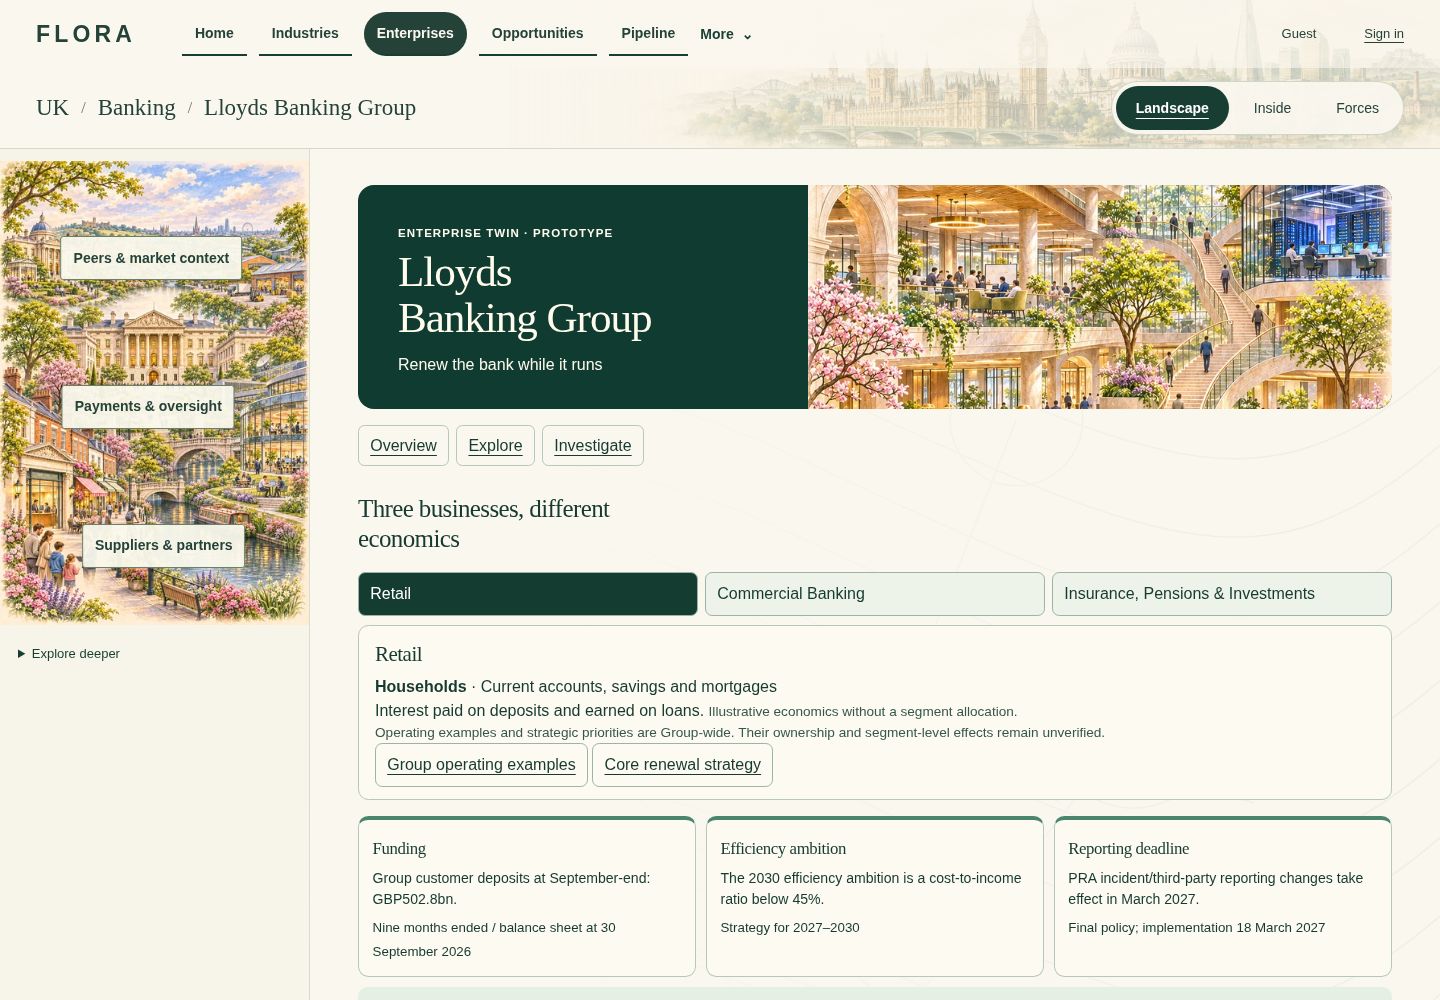 FLORA
Home
Industries
Enterprises
Opportunities
Pipeline
More
Guest
Sign in
UK / Banking / Lloyds Banking Group
Landscape
Inside
Forces
Peers & market context
Payments & oversight
Suppliers & partners
Explore deeper
ENTERPRISE TWIN · PROTOTYPE
Lloyds
Banking Group
Renew the bank while it runs
Overview
Explore
Investigate
Three businesses, different
economics
Retail
Commercial Banking
Insurance, Pensions & Investments
Retail
Households · Current accounts, savings and mortgages
Interest paid on deposits and earned on loans. Illustrative economics without a segment allocation.
Operating examples and strategic priorities are Group-wide. Their ownership and segment-level effects remain unverified.
Group operating examples
Core renewal strategy
Funding
Group customer deposits at September-end:
GBP502.8bn.
Nine months ended / balance sheet at 30
September 2026
Efficiency ambition
The 2030 efficiency ambition is a cost-to-income
ratio below 45%.
Strategy for 2027–2030
Reporting deadline
PRA incident/third-party reporting changes take
effect in March 2027.
Final policy; implementation 18 March 2027